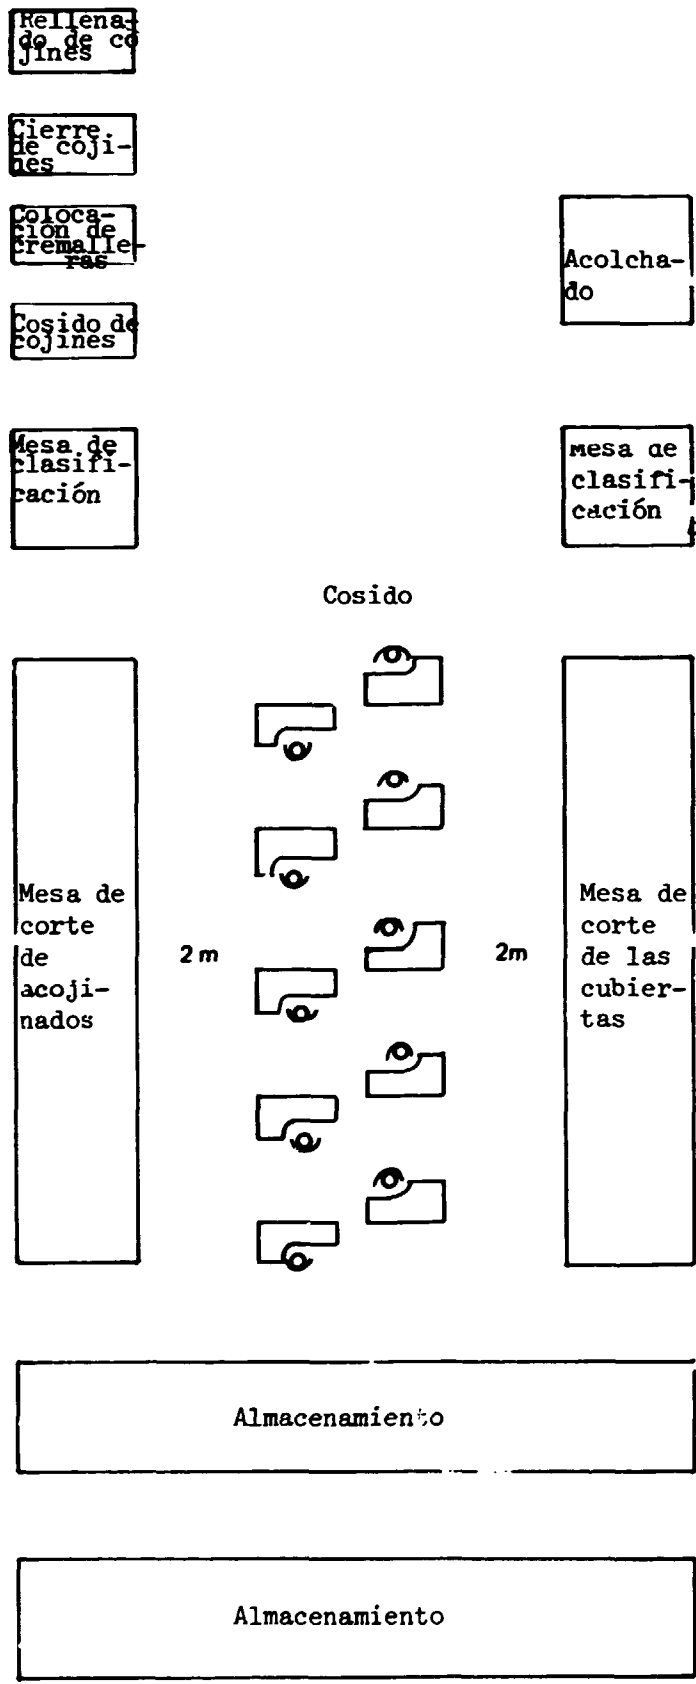 Rellena-
do de co
jines
Cierre
de coji-
nes
Coloca-
ción de
cremalle-
ras
Acolcha-
do
Cosido de
cojines
Mesa de
clasifi-
cación
Mesa de
clasifi-
cación
Cosido
Mesa de
corte
de
acoji-
nados
2 m
2m
Mesa de
corte
de las
cubier-
tas
Almacenamiento
Almacenamiento